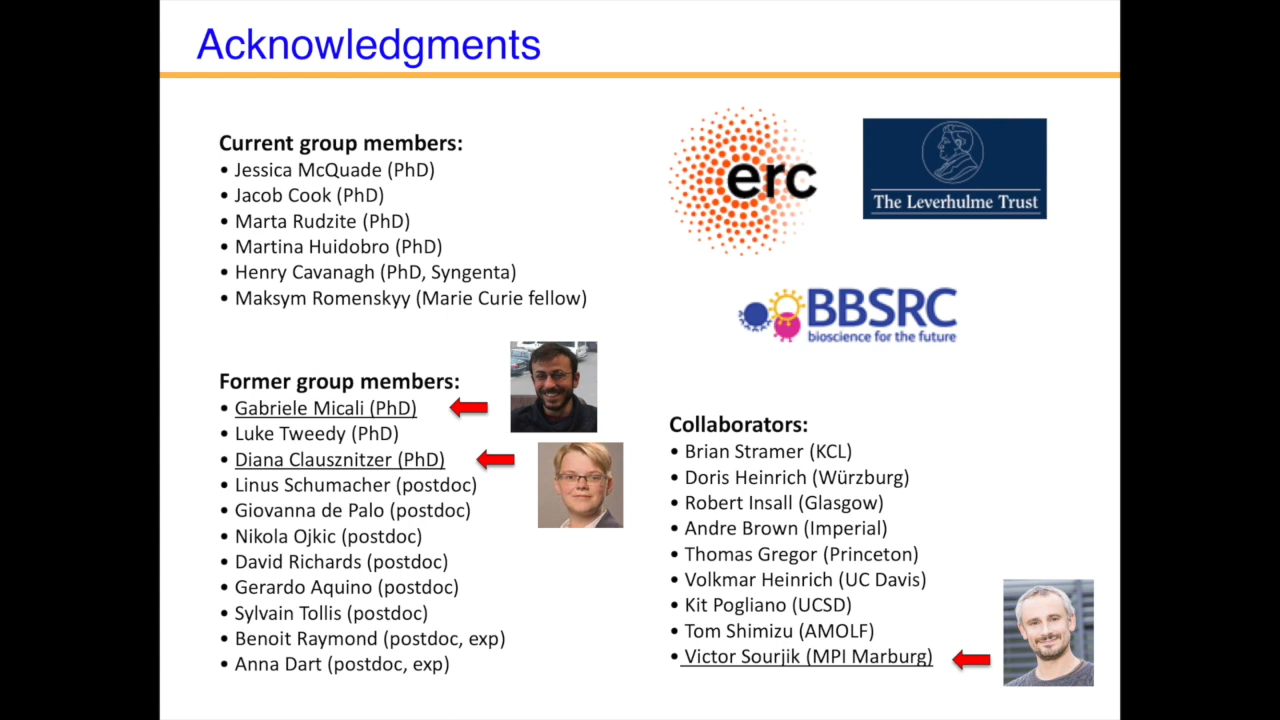 Acknowledgments
Current group members:
• Jessica McQuade (PhD)
• Jacob Cook (PhD)
• Marta Rudzite (PhD)
• Martina Huidobro (PhD)
• Henry Cavanagh (PhD, Syngenta)
• Maksym Romenskyy (Marie Curie fellow)
Former group members:
• Gabriele Micali (PhD)
• Luke Tweedy (PhD)
• Diana Clausznitzer (PhD)
• Linus Schumacher (postdoc)
• Giovanna de Palo (postdoc)
• Nikola Ojkic (postdoc)
• David Richards (postdoc)
• Gerardo Aquino (postdoc)
• Sylvain Tollis (postdoc)
• Benoit Raymond (postdoc, exp)
• Anna Dart (postdoc, exp)
erc
The Leverhulme Trust
BBSRC
bioscience for the future
Collaborators:
• Brian Stramer (KCL)
• Doris Heinrich (Würzburg)
• Robert Insall (Glasgow)
• Andre Brown (Imperial)
• Thomas Gregor (Princeton)
• Volkmar Heinrich (UC Davis)
• Kit Pogliano (UCSD)
• Tom Shimizu (AMOLF)
• Victor Sourjik (MPI Marburg)